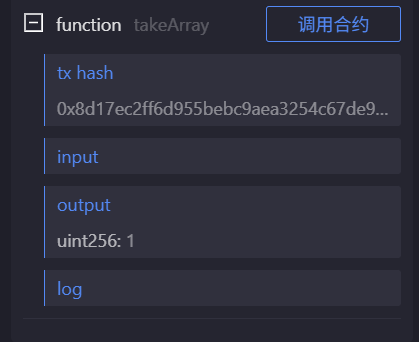 function takeArray 调用合约
tx hash
0x8d17ec2ff6d955bebc9aea3254c67de9...
input
output
uint256: 1
log